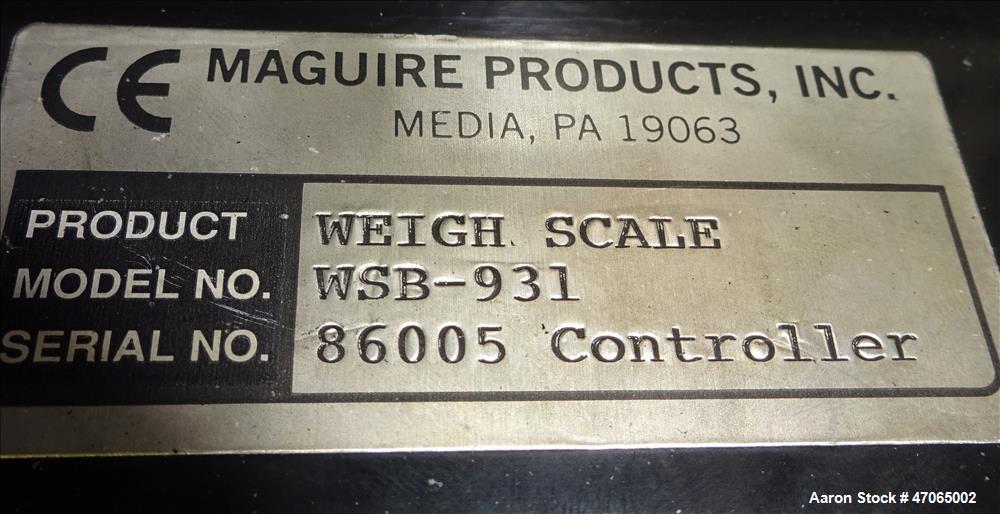 CE MAGUIRE PRODUCTS, INC.
MEDIA, PA 19063
PRODUCT WEIGH SCALE
MODEL NO. WSB-931
SERIAL NO. 86005 Controller
Aaron Stock # 47065002